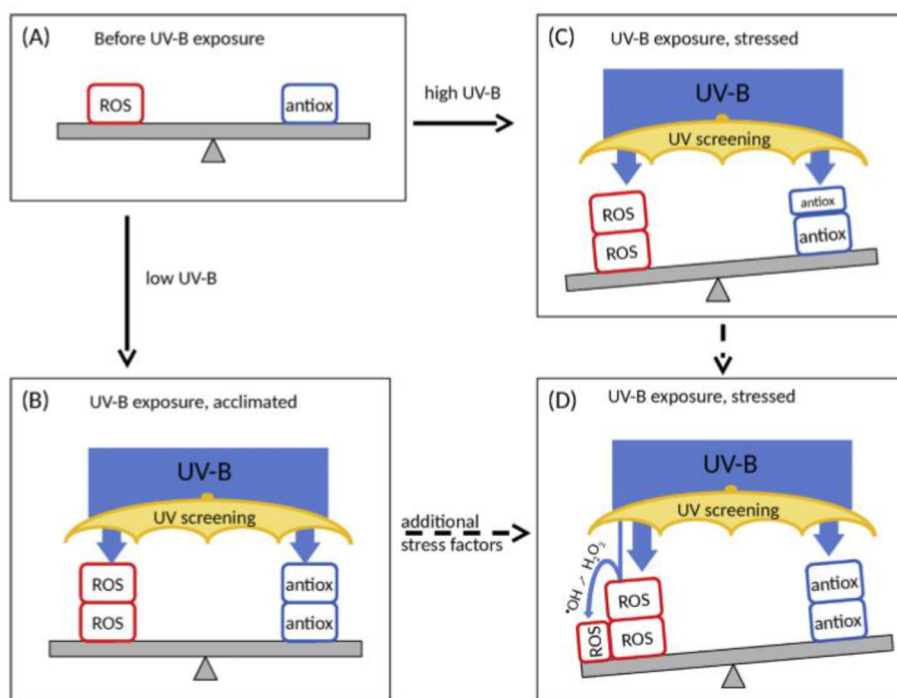 (A)
Before UV-B exposure
ROS
antiox
high UV-B
low UV-B
(C)
UV-B exposure, stressed
UV-B
UV screening
ROS
ROS
antiox
antiox
(B)
UV-B exposure, acclimated
UV-B
UV screening
ROS
ROS
antiox
antiox
additional
stress factors
(D)
UV-B exposure, stressed
UV-B
UV screening
•OH ↙ H₂O₂
ROS
ROS
ROS
antiox
antiox